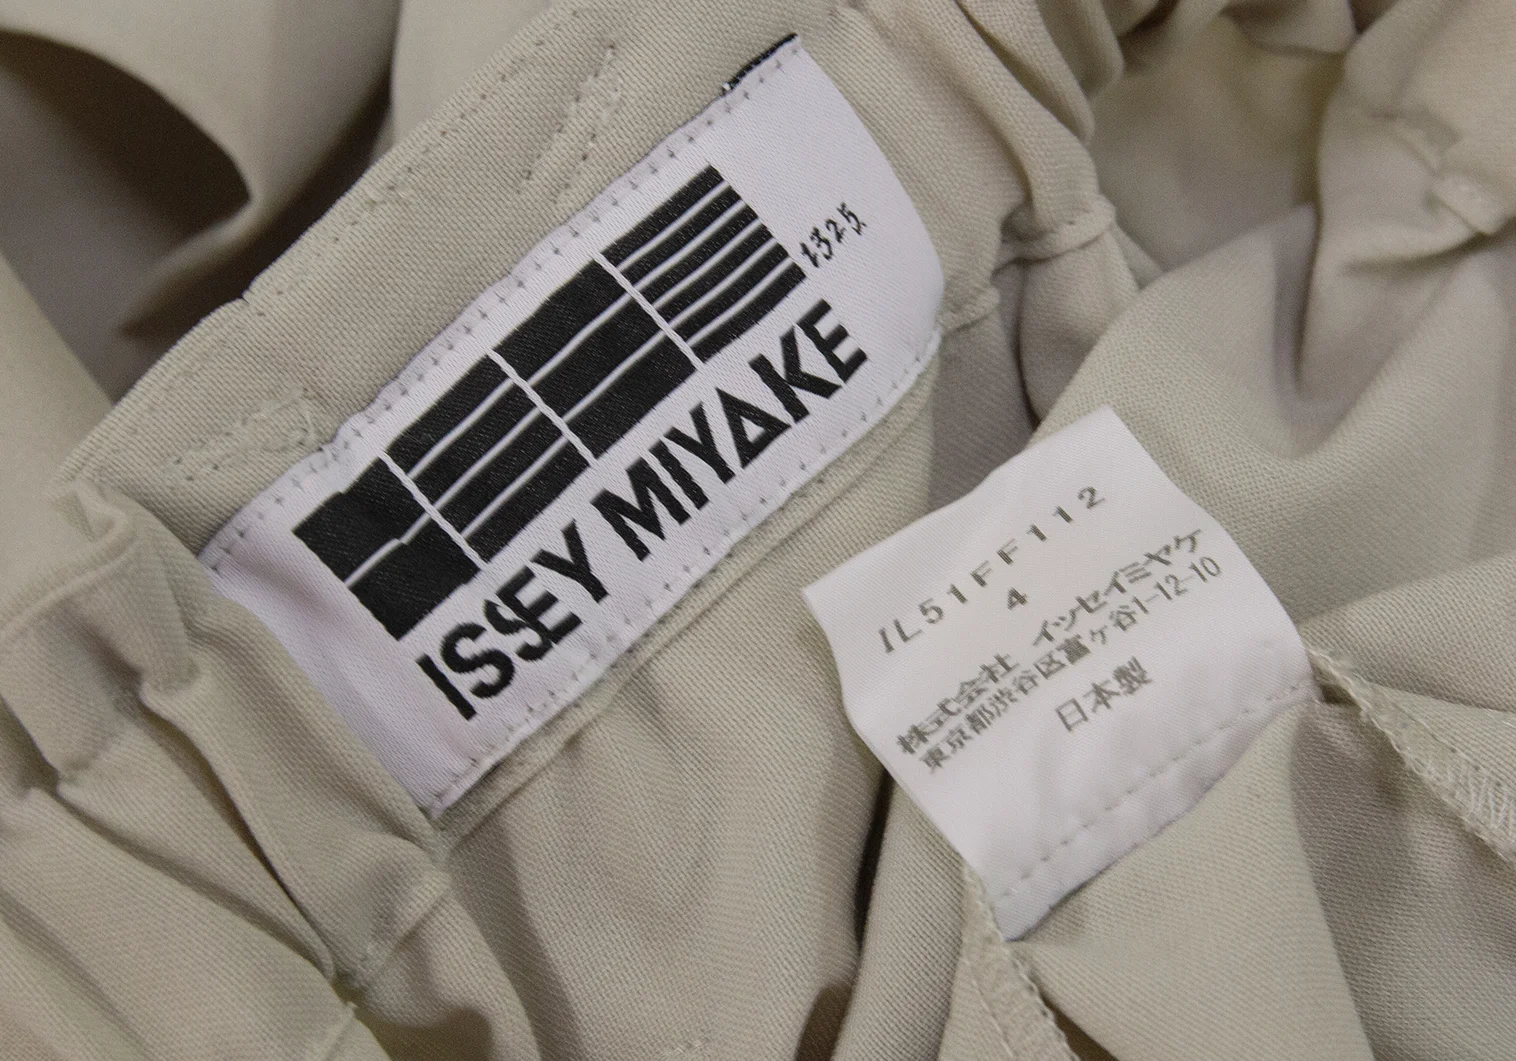 132 5.
ISSEY MIYAKE
IL51FF112
4
株式会社 イッセイミヤケ
東京都渋谷区富ヶ谷1-12-10
日本製